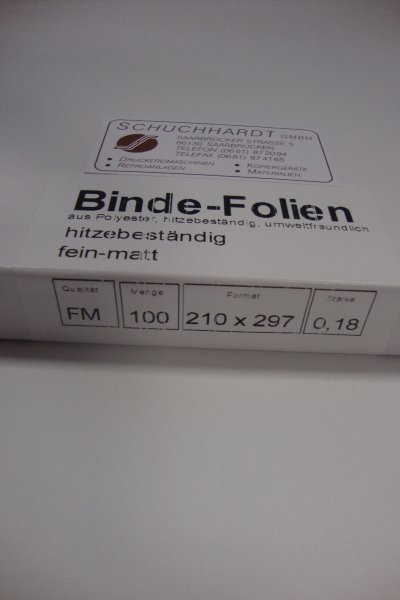 SCHUCHHARDT GMBH
SAARBRÜCKER STRASSE 5
66130 SAARBRÜCKEN
TELEFON (0681) 872094
TELEFAX (0681) 874165
• DRUCKEREIMASCHINEN • KOPIERGERÄTE
• REPROANLAGEN • MATERIALIEN
Binde-Folien
aus Polyester, hitzebeständig, umweltfreundlich
hitzebeständig
fein-matt
Qualität Menge Format Stärke
FM 100 210 x 297 0,18